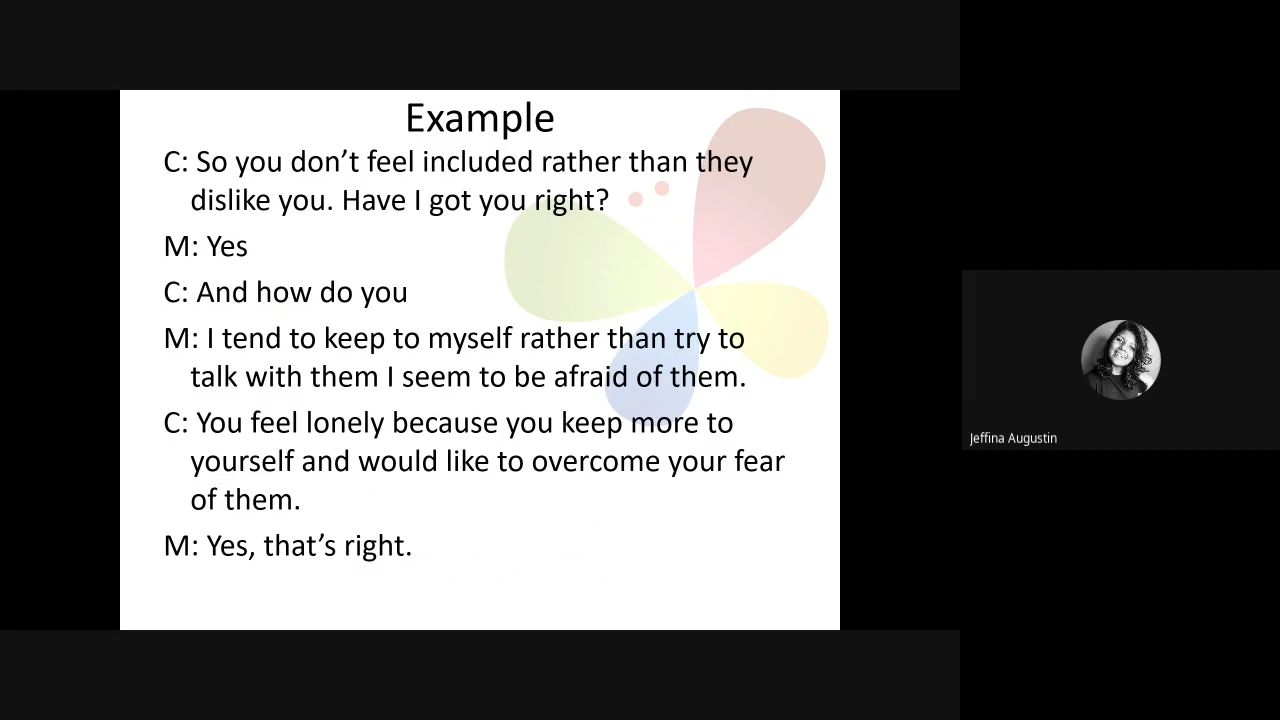 Example
C: So you don’t feel included rather than they
dislike you. Have I got you right?
M: Yes
C: And how do you
M: I tend to keep to myself rather than try to
talk with them I seem to be afraid of them.
C: You feel lonely because you keep more to
yourself and would like to overcome your fear
of them.
M: Yes, that’s right.
Jeffina Augustin